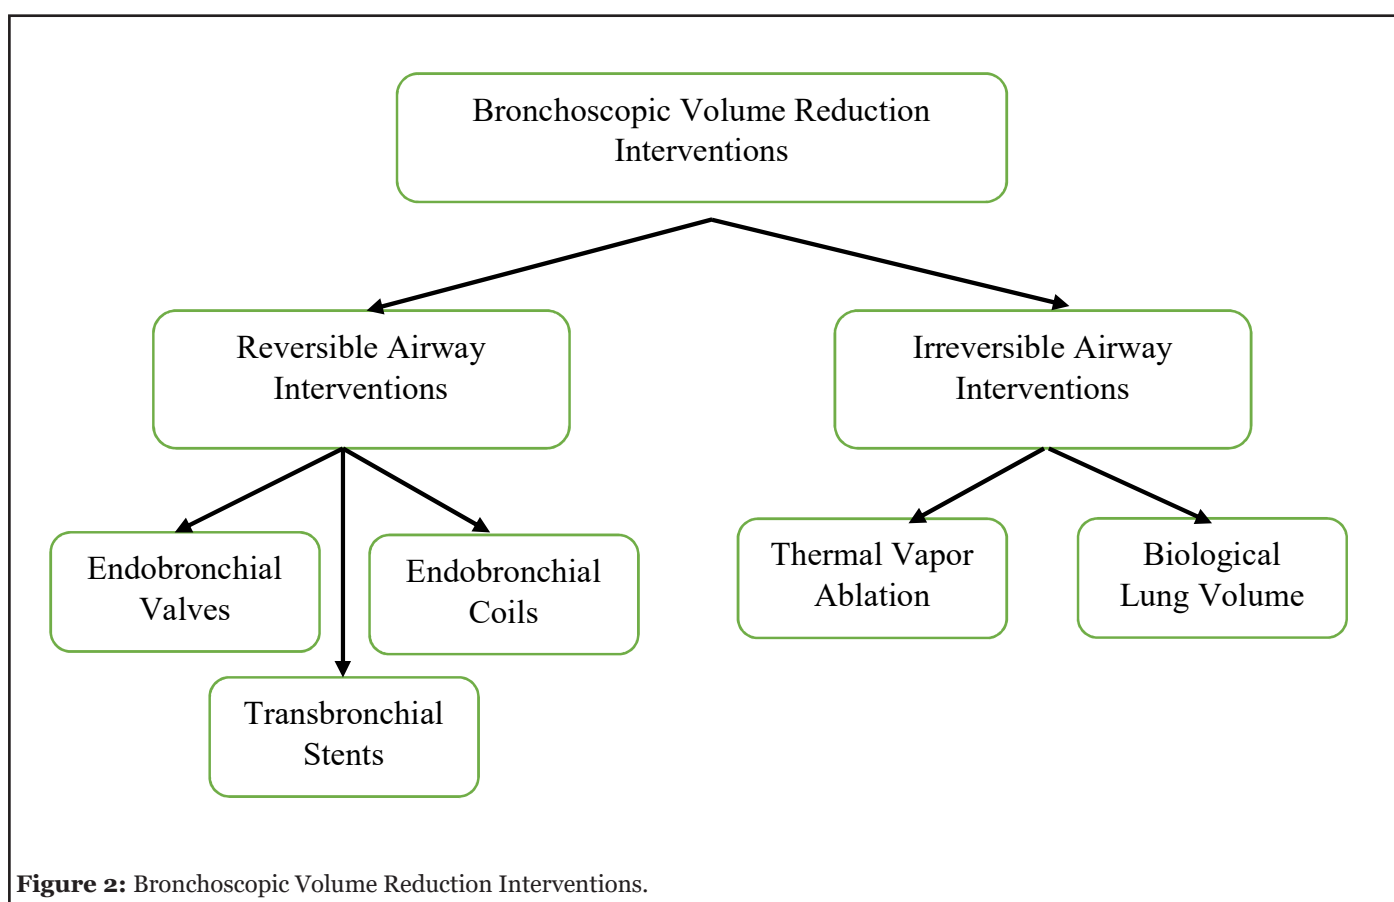 Bronchoscopic Volume Reduction
Interventions
Reversible Airway
Interventions
Irreversible Airway
Interventions
Endobronchial
Valves
Endobronchial
Coils
Transbronchial
Stents
Thermal Vapor
Ablation
Biological
Lung Volume
Figure 2: Bronchoscopic Volume Reduction Interventions.